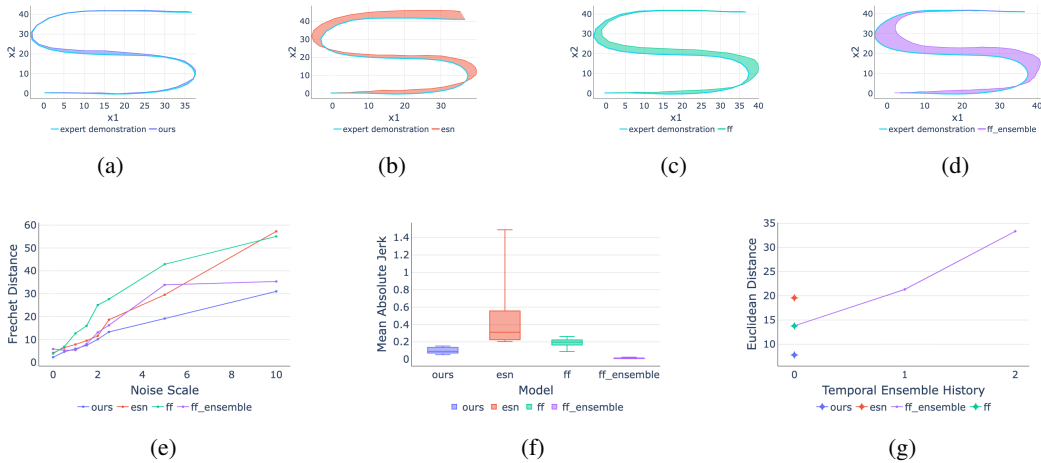 x2
40
30
20
10
0
0 5 10 15 20 25 30 35
x1
expert demonstration ours
(a)
x2
40
30
20
10
0
0 10 20 30
x1
expert demonstration esn
(b)
x2
40
30
20
10
0
0 5 10 15 20 25 30 35 40
x1
expert demonstration ff
(c)
x2
40
30
20
10
0
0 10 20 30 40
x1
expert demonstration ff_ensemble
(d)
Frechet Distance
60
50
40
30
20
10
0
0 2 4 6 8 10
Noise Scale
ours esn ff ff_ensemble
(e)
Mean Absolute Jerk
1.4
1.2
1
0.8
0.6
0.4
0.2
0
ours esn ff ff_ensemble
Model
ours esn ff ff_ensemble
(f)
Euclidean Distance
35
30
25
20
15
10
0 1 2
Temporal Ensemble History
ours esn ff_ensemble ff
(g)